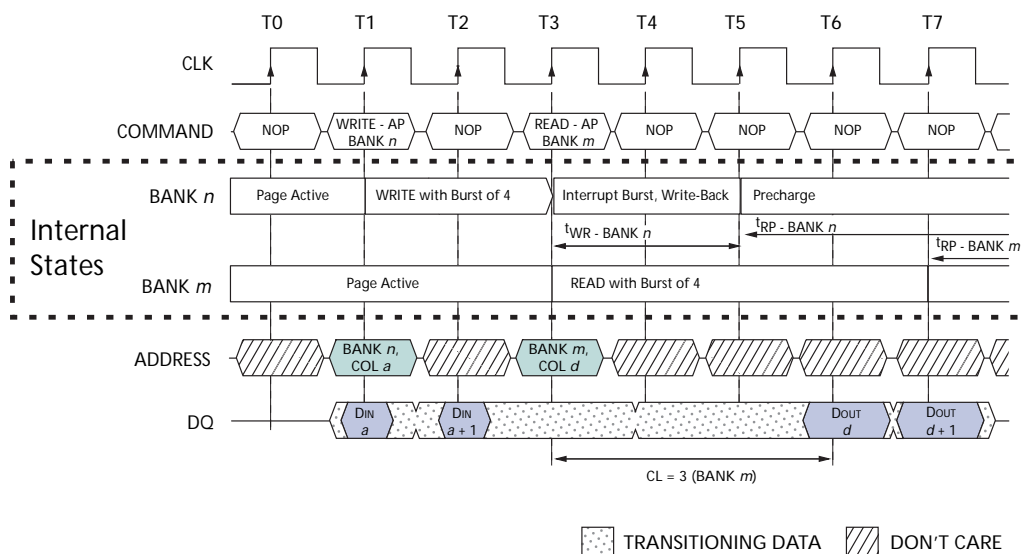 T0 T1 T2 T3 T4 T5 T6 T7
CLK
COMMAND NOP WRITE - AP BANK n NOP READ - AP BANK m NOP NOP NOP NOP
Internal States
BANK n Page Active WRITE with Burst of 4 Interrupt Burst, Write-Back Precharge
tWR - BANK n tRP - BANK n
tRP - BANK m
BANK m Page Active READ with Burst of 4
ADDRESS BANK n, COL a BANK m, COL d
DQ DIN a DIN a + 1 DOUT d DOUT d + 1
CL = 3 (BANK m)
TRANSITIONING DATA DON'T CARE